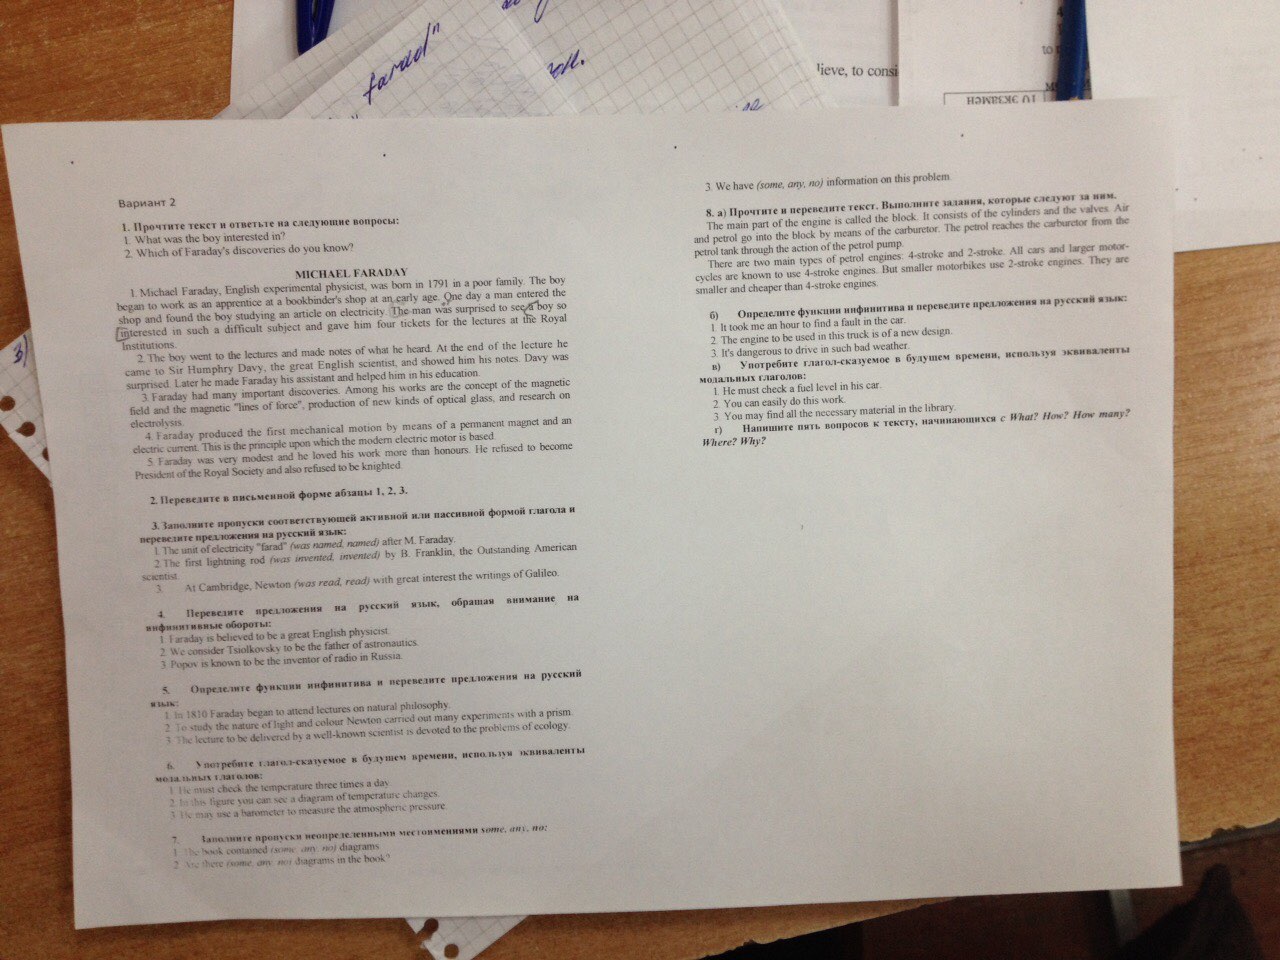 Вариант 2
1. Прочтите текст и ответьте на следующие вопросы:
1. What was the boy interested in?
2. Which of Faraday's discoveries do you know?
MICHAEL FARADAY
1. Michael Faraday, English experimental physicist, was born in 1791 in a poor family. The boy
began to work as an apprentice at a bookbinder's shop at an early age. One day a man entered the
shop and found the boy studying an article on electricity. The man was surprised to see a boy so
interested in such a difficult subject and gave him four tickets for the lectures at the Royal
Institutions.
2. The boy went to the lectures and made notes of what he heard. At the end of the lecture he
came to Sir Humphry Davy, the great English scientist, and showed him his notes. Davy was
surprised. Later he made Faraday his assistant and helped him in his education.
3. Faraday had many important discoveries. Among his works are the concept of the magnetic
field and the magnetic "lines of force", production of new kinds of optical glass, and research on
electrolysis.
4. Faraday produced the first mechanical motion by means of a permanent magnet and an
electric current. This is the principle upon which the modern electric motor is based.
5. Faraday was very modest and he loved his work more than honours. He refused to become
President of the Royal Society and also refused to be knighted.
2. Переведите в письменной форме абзацы 1, 2, 3.
3. Заполните пропуски соответствующей активной или пассивной формой глагола и
переведите предложения на русский язык:
1. The unit of electricity "farad" (was named, named) after M. Faraday.
2. The first lightning rod (was invented, invented) by B. Franklin, the Outstanding American
scientist.
3. At Cambridge, Newton (was read, read) with great interest the writings of Galileo.
4. Переведите предложения на русский язык, обращая внимание на
инфинитивные обороты:
1. Faraday is believed to be a great English physicist.
2. We consider Tsiolkovsky to be the father of astronautics.
3. Popov is known to be the inventor of radio in Russia.
5. Определите функции инфинитива и переведите предложения на русский
язык:
1. In 1810 Faraday began to attend lectures on natural philosophy.
2. To study the nature of light and colour Newton carried out many experiments with a prism.
3. The lecture to be delivered by a well-known scientist is devoted to the problems of ecology.
6. Употребите глагол-сказуемое в будущем времени, используя эквиваленты
модальных глаголов:
1. He must check the temperature three times a day.
2. In his figure you can see a diagram of temperature changes.
3. He may use a barometer to measure the atmospheric pressure
7. Заполните пропуски неопределенными местоимениями some, any, no:
1. The book contained (some, any, no) diagrams.
2. Are there (some, any, no) diagrams in the book?
3. We have (some, any, no) information on this problem.
8. а) Прочтите и переведите текст. Выполните задания, которые следуют за ним.
The main part of the engine is called the block. It consists of the cylinders and the valves. Air
and petrol go into the block by means of the carburetor. The petrol reaches the carburetor from the
petrol tank through the action of the petrol pump.
There are two main types of petrol engines: 4-stroke and 2-stroke. All cars and larger motor-
cycles are known to use 4-stroke engines. But smaller motorbikes use 2-stroke engines. They are
smaller and cheaper than 4-stroke engines.
б) Определите функции инфинитива и переведите предложения на русский язык:
1. It took me an hour to find a fault in the car.
2. The engine to be used in this truck is of a new design.
3. It's dangerous to drive in such bad weather.
в) Употребите глагол-сказуемое в будущем времени, используя эквиваленты
модальных глаголов:
1. He must check a fuel level in his car.
2. You can easily do this work.
3. You may find all the necessary material in the library.
г) Напишите пять вопросов к тексту, начинающихся с What? How? How many?
Where? Why?
3)
farad"
lieve, to consi